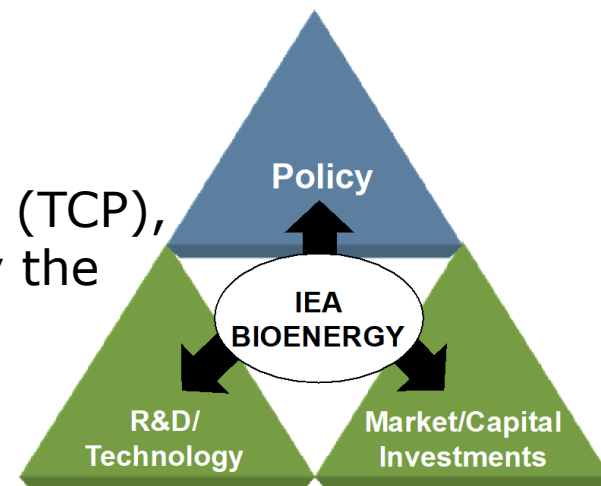 Policy
(TCP),
the
IEA
BIOENERGY
R&D/
Technology
Market/Capital
Investments